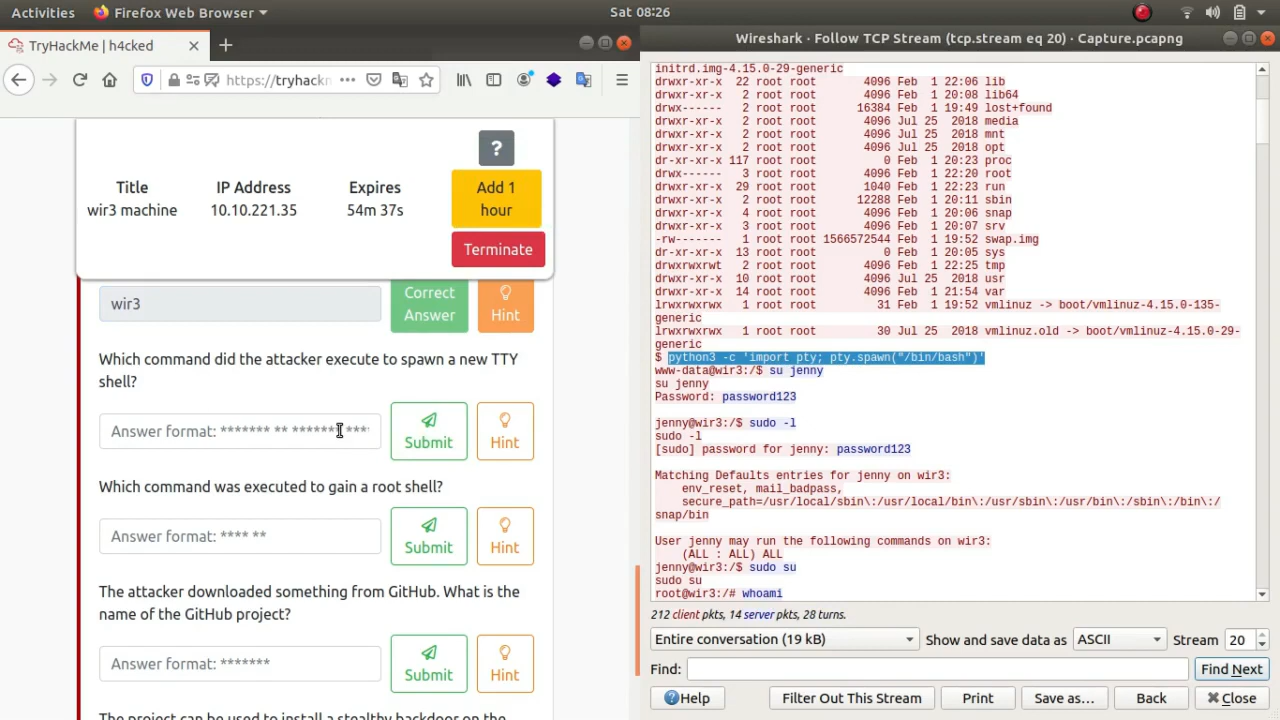 Activities Firefox Web Browser Sat 08:26
TryHackMe | h4cked
https://tryhackn
?
Title IP Address Expires Add 1 hour
wir3 machine 10.10.221.35 54m 37s
Terminate
wir3 Correct Answer Hint
Which command did the attacker execute to spawn a new TTY
shell?
Answer format: ******* ** ******* **** Submit Hint
Which command was executed to gain a root shell?
Answer format: **** ** Submit Hint
The attacker downloaded something from GitHub. What is the
name of the GitHub project?
Answer format: ******* Submit Hint
The project can be used to install a stealthy backdoor on the
Wireshark · Follow TCP Stream (tcp.stream eq 20) · Capture.pcapng
initrd.img-4.15.0-29-generic
drwxr-xr-x 22 root root 4096 Feb 1 22:06 lib
drwxr-xr-x 2 root root 4096 Feb 1 20:08 lib64
drwx------ 2 root root 16384 Feb 1 19:49 lost+found
drwxr-xr-x 2 root root 4096 Jul 25 2018 media
drwxr-xr-x 2 root root 4096 Jul 25 2018 mnt
drwxr-xr-x 2 root root 4096 Jul 25 2018 opt
dr-xr-xr-x 117 root root 0 Feb 1 20:23 proc
drwx------ 3 root root 4096 Feb 1 22:20 root
drwxr-xr-x 29 root root 1040 Feb 1 22:23 run
drwxr-xr-x 2 root root 12288 Feb 1 20:11 sbin
drwxr-xr-x 4 root root 4096 Feb 1 20:06 snap
drwxr-xr-x 3 root root 4096 Feb 1 20:07 srv
-rw------- 1 root root 1566572544 Feb 1 19:52 swap.img
dr-xr-xr-x 13 root root 0 Feb 1 20:05 sys
drwxrwxrwt 2 root root 4096 Feb 1 22:25 tmp
drwxr-xr-x 10 root root 4096 Jul 25 2018 usr
drwxr-xr-x 14 root root 4096 Feb 1 21:54 var
lrwxrwxrwx 1 root root 31 Feb 1 19:52 vmlinuz -> boot/vmlinuz-4.15.0-135-
generic
lrwxrwxrwx 1 root root 30 Jul 25 2018 vmlinuz.old -> boot/vmlinuz-4.15.0-29-
generic
$ python3 -c 'import pty; pty.spawn("/bin/bash")'
www-data@wir3:/$ su jenny
su jenny
Password: password123
jenny@wir3:/$ sudo -l
sudo -l
[sudo] password for jenny: password123
Matching Defaults entries for jenny on wir3:
env_reset, mail_badpass,
secure_path=/usr/local/sbin\:/usr/local/bin\:/usr/sbin\:/usr/bin\:/sbin\:/bin\:/
snap/bin
User jenny may run the following commands on wir3:
(ALL : ALL) ALL
jenny@wir3:/$ sudo su
sudo su
root@wir3:/# whoami
212 client pkts, 14 server pkts, 28 turns.
Entire conversation (19 kB) Show and save data as ASCII Stream 20
Find: Find Next
Help Filter Out This Stream Print Save as… Back Close